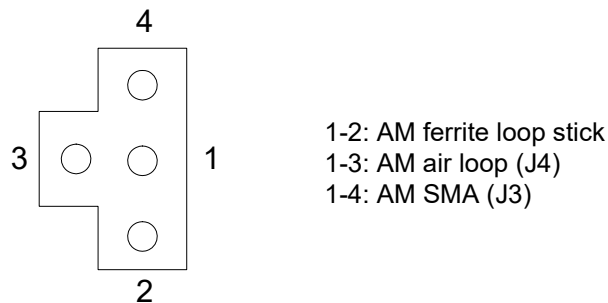 4
3
1
2
1-2: AM ferrite loop stick
1-3: AM air loop (J4)
1-4: AM SMA (J3)